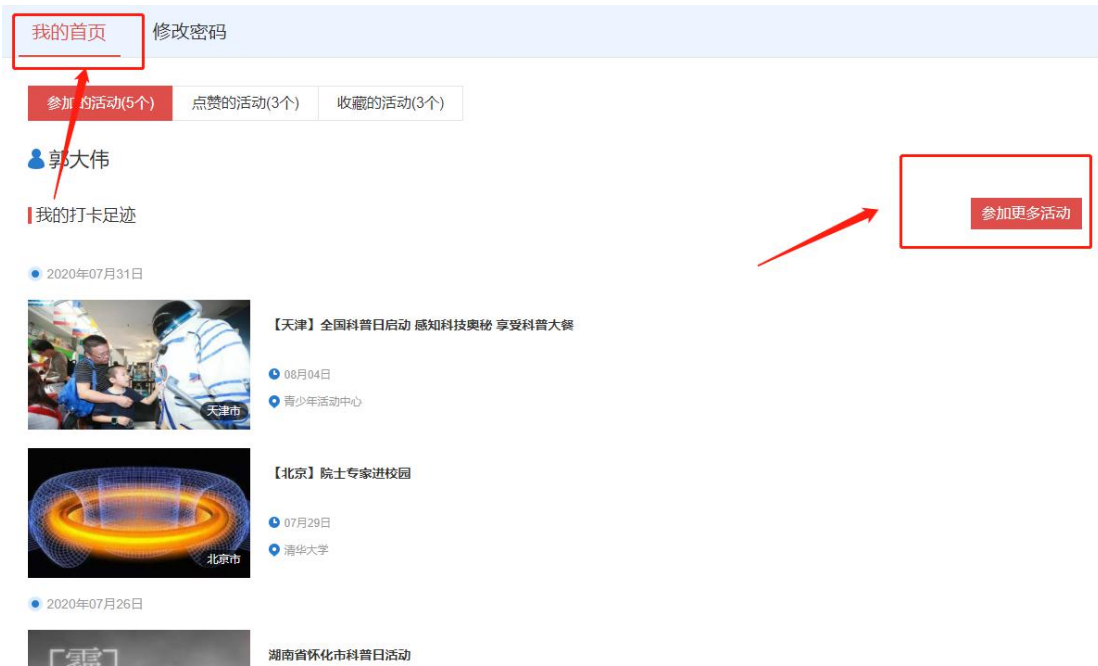 我的首页 修改密码
参加的活动(5个) 点赞的活动(3个) 收藏的活动(3个)
郭大伟
我的打卡足迹
参加更多活动
2020年07月31日
天津市
【天津】全国科普日启动 感知科技奥秘 享受科普大餐
08月04日
青少年活动中心
北京市
【北京】院士专家进校园
07月29日
清华大学
2020年07月26日
「霾」
湖南省怀化市科普日活动